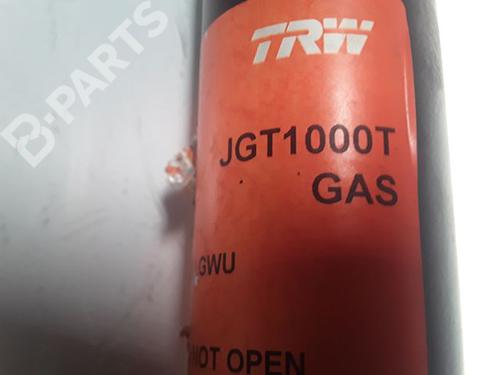 B-PARTS
TRW
JGT1000T
GAS
GWU
NOT OPEN